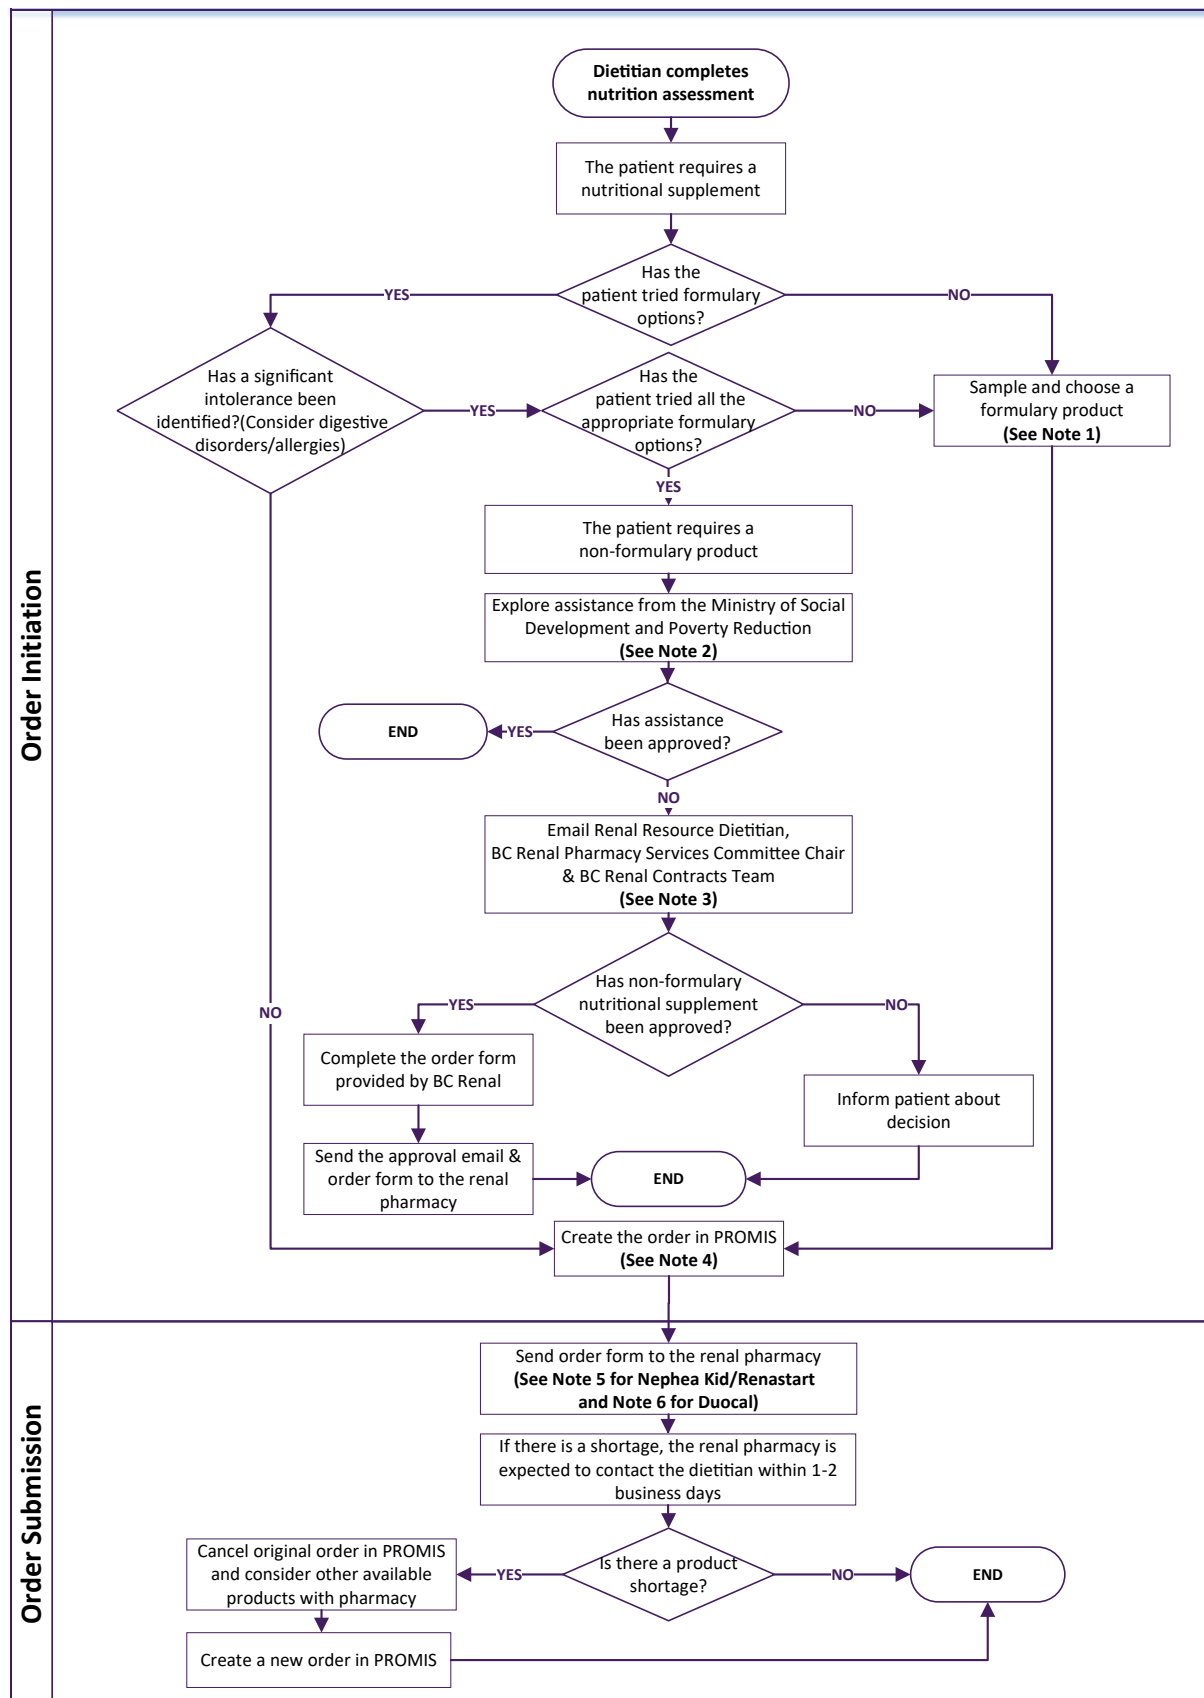 Order Initiation
Dietitian completes
nutrition assessment
The patient requires a
nutritional supplement
Has the
patient tried formulary
options?
YES
NO
Has a significant
intolerance been
identified?(Consider digestive
disorders/allergies)
YES
Has the
patient tried all the
appropriate formulary
options?
NO
Sample and choose a
formulary product
(See Note 1)
YES
The patient requires a
non-formulary product
Explore assistance from the Ministry of Social
Development and Poverty Reduction
(See Note 2)
Has assistance
been approved?
YES
END
NO
Email Renal Resource Dietitian,
BC Renal Pharmacy Services Committee Chair
& BC Renal Contracts Team
(See Note 3)
Has non-formulary
nutritional supplement
been approved?
YES
NO
NO
Complete the order form
provided by BC Renal
Inform patient about
decision
Send the approval email &
order form to the renal
pharmacy
END
Create the order in PROMIS
(See Note 4)
Order Submission
Send order form to the renal pharmacy
(See Note 5 for Nephea Kid/Renastart
and Note 6 for Duocal)
If there is a shortage, the renal pharmacy is
expected to contact the dietitian within 1-2
business days
Is there a product
shortage?
YES
NO
END
Cancel original order in PROMIS
and consider other available
products with pharmacy
Create a new order in PROMIS